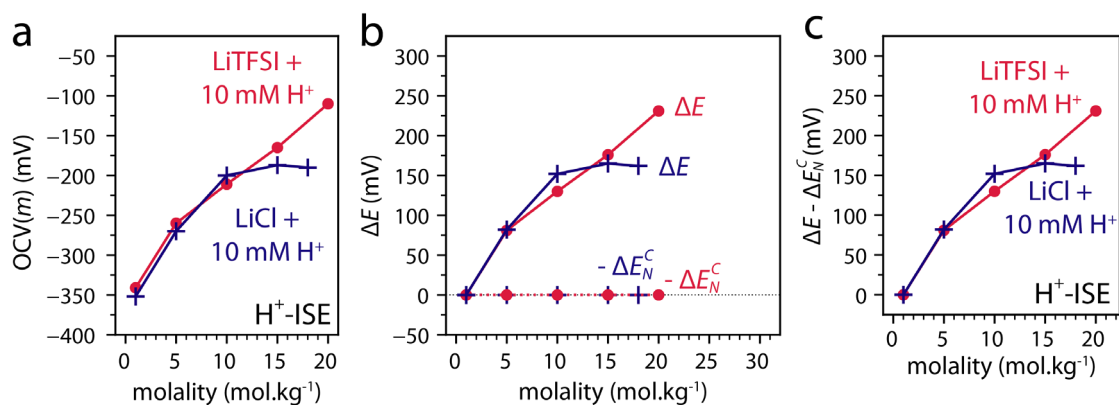 a
−50
−100
−150
−200
−250
−300
−350
−400
OCV(m) (mV)
LiTFSI +
10 mM H⁺
LiCl +
10 mM H⁺
H⁺-ISE
0 5 10 15 20
molality (mol.kg⁻¹)
b
300
250
200
150
100
50
0
−50
ΔE (mV)
ΔE
ΔE
- ΔE_N^C
- ΔE_N^C
0 5 10 15 20 25 30
molality (mol.kg⁻¹)
c
300
250
200
150
100
50
0
−50
ΔE - ΔE_N^C (mV)
LiTFSI +
10 mM H⁺
LiCl +
10 mM H⁺
H⁺-ISE
0 5 10 15 20
molality (mol.kg⁻¹)